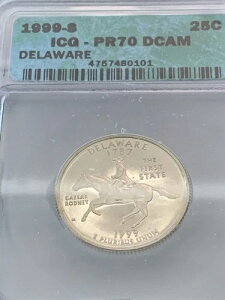 1999-S 25C
ICG - PR70 DCAM
DELAWARE
4757480101
DELAWARE
1787
THE
FIRST
STATE
CAESAR
RODNEY
1999
E PLURIBUS UNUM